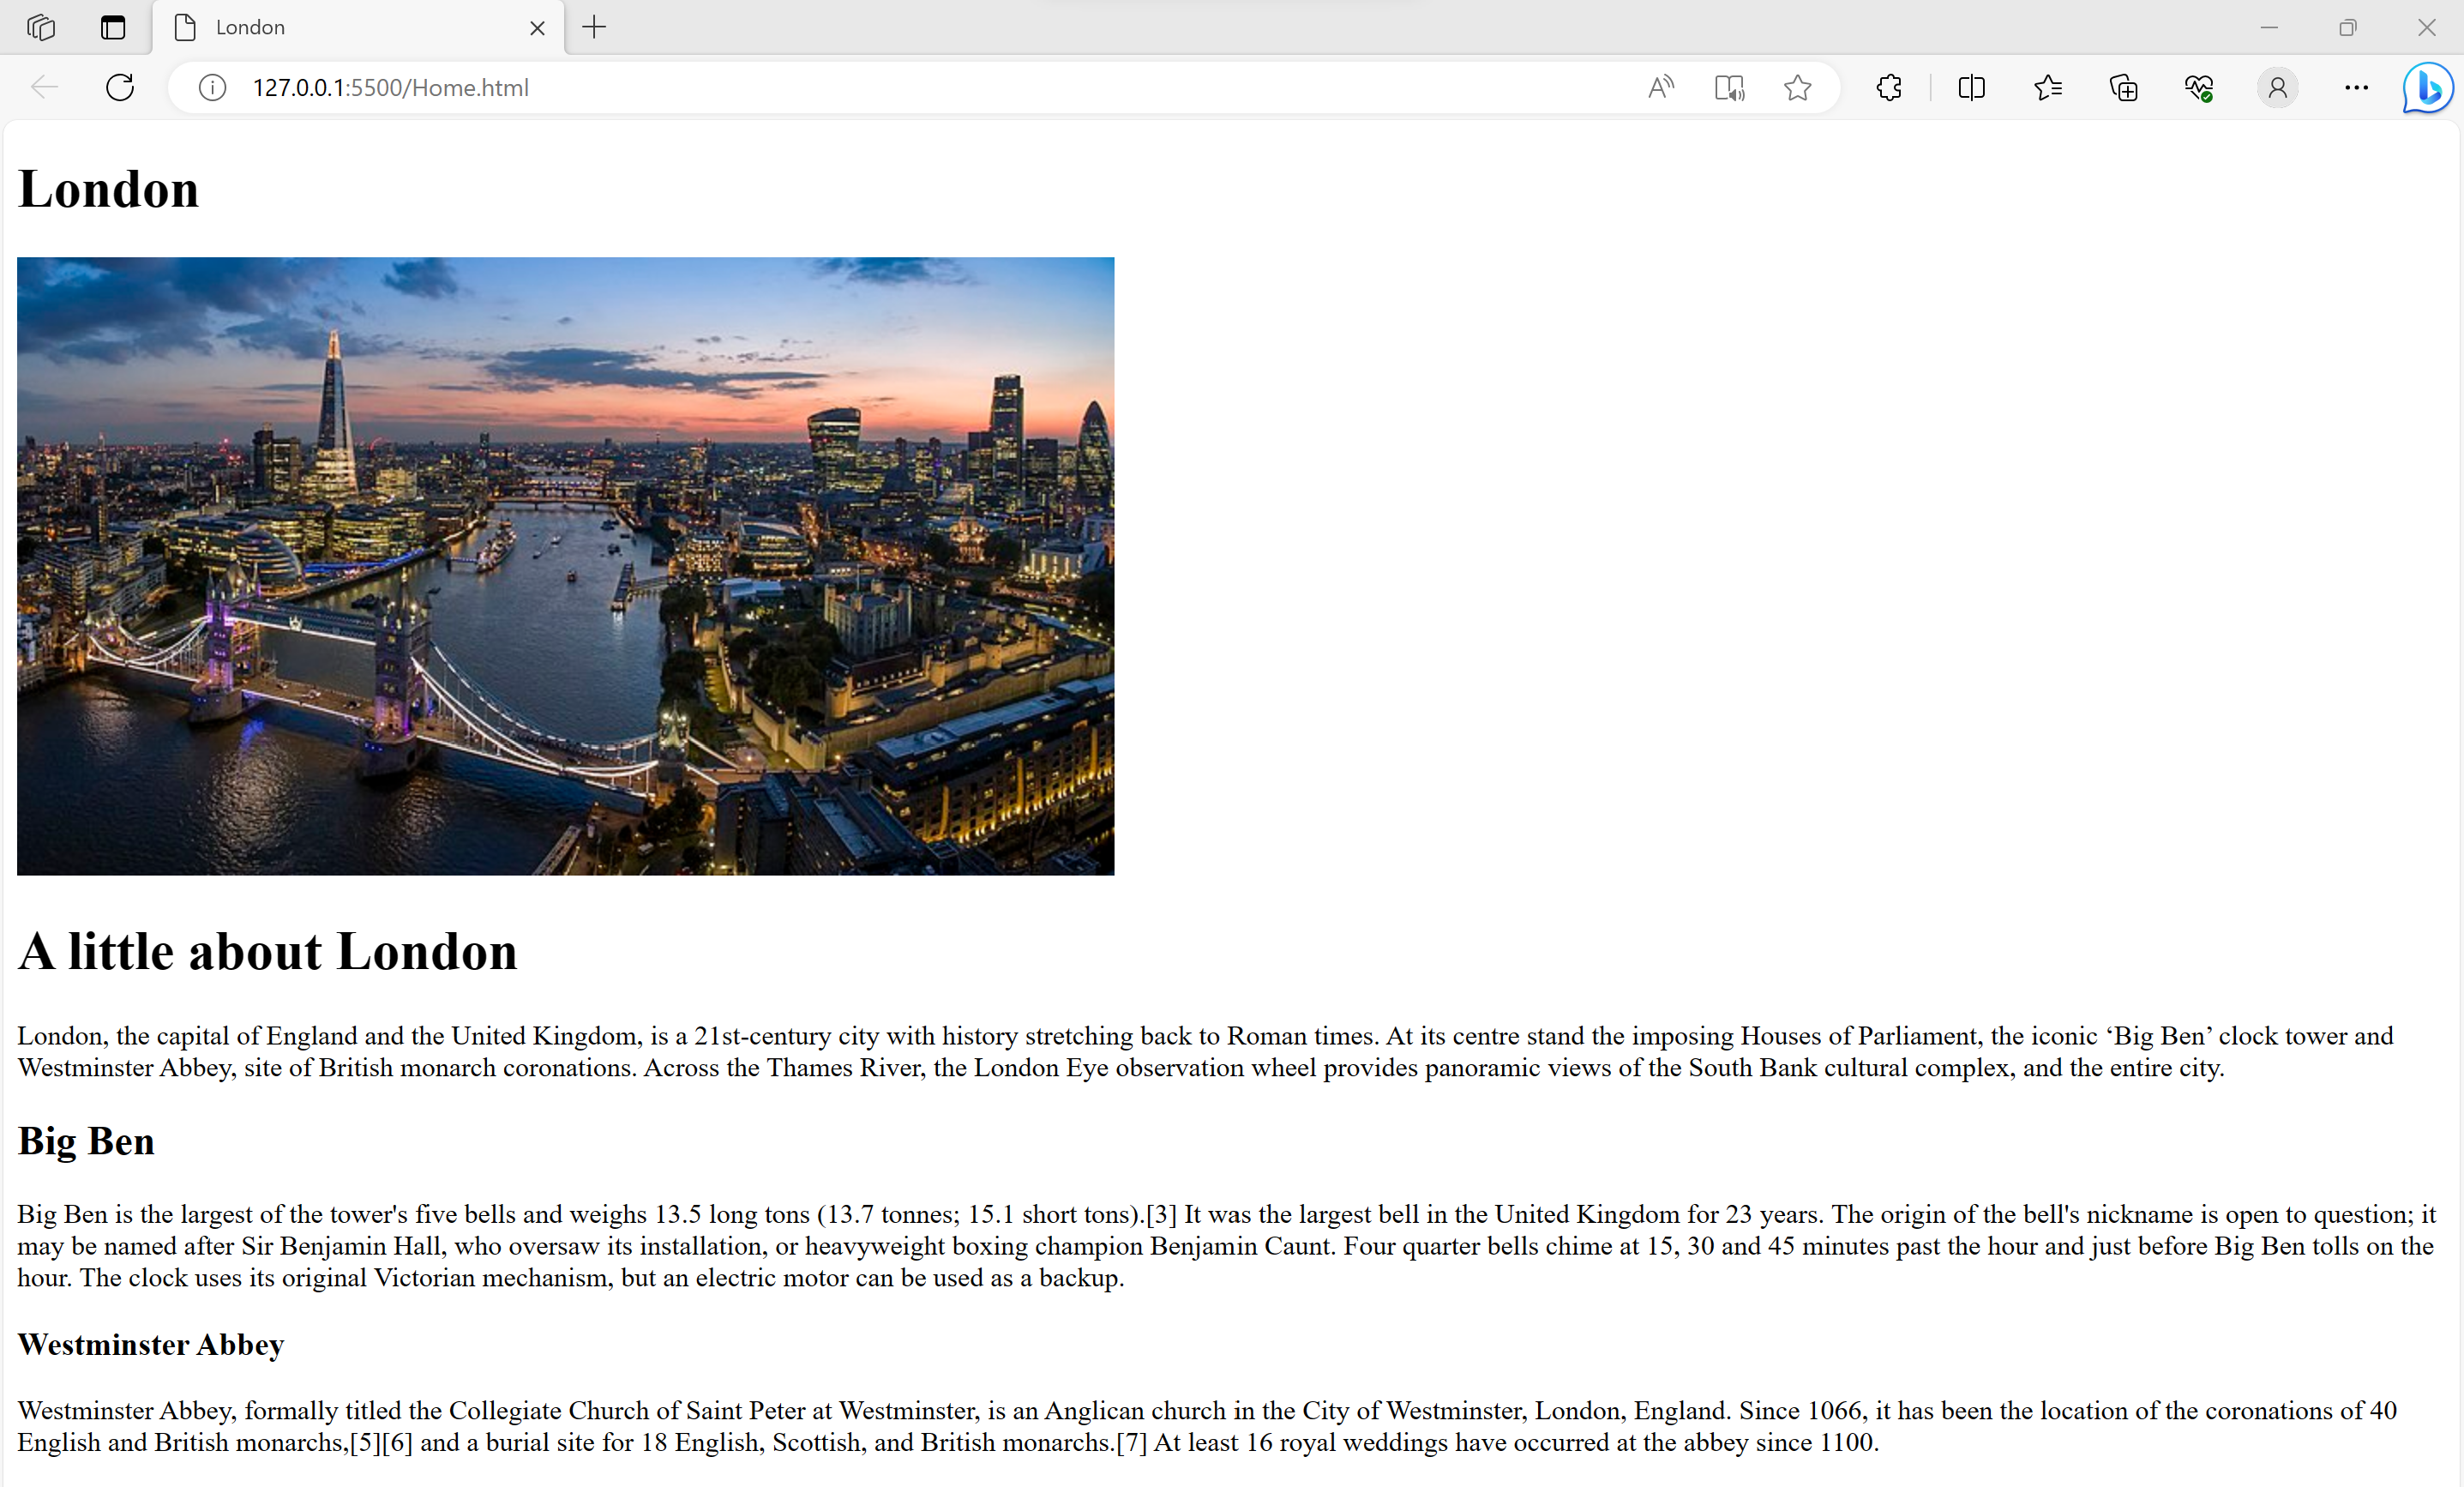 London
127.0.0.1:5500/Home.html
London
A little about London
London, the capital of England and the United Kingdom, is a 21st-century city with history stretching back to Roman times. At its centre stand the imposing Houses of Parliament, the iconic ‘Big Ben’ clock tower and
Westminster Abbey, site of British monarch coronations. Across the Thames River, the London Eye observation wheel provides panoramic views of the South Bank cultural complex, and the entire city.
Big Ben
Big Ben is the largest of the tower's five bells and weighs 13.5 long tons (13.7 tonnes; 15.1 short tons).[3] It was the largest bell in the United Kingdom for 23 years. The origin of the bell's nickname is open to question; it
may be named after Sir Benjamin Hall, who oversaw its installation, or heavyweight boxing champion Benjamin Caunt. Four quarter bells chime at 15, 30 and 45 minutes past the hour and just before Big Ben tolls on the
hour. The clock uses its original Victorian mechanism, but an electric motor can be used as a backup.
Westminster Abbey
Westminster Abbey, formally titled the Collegiate Church of Saint Peter at Westminster, is an Anglican church in the City of Westminster, London, England. Since 1066, it has been the location of the coronations of 40
English and British monarchs,[5][6] and a burial site for 18 English, Scottish, and British monarchs.[7] At least 16 royal weddings have occurred at the abbey since 1100.